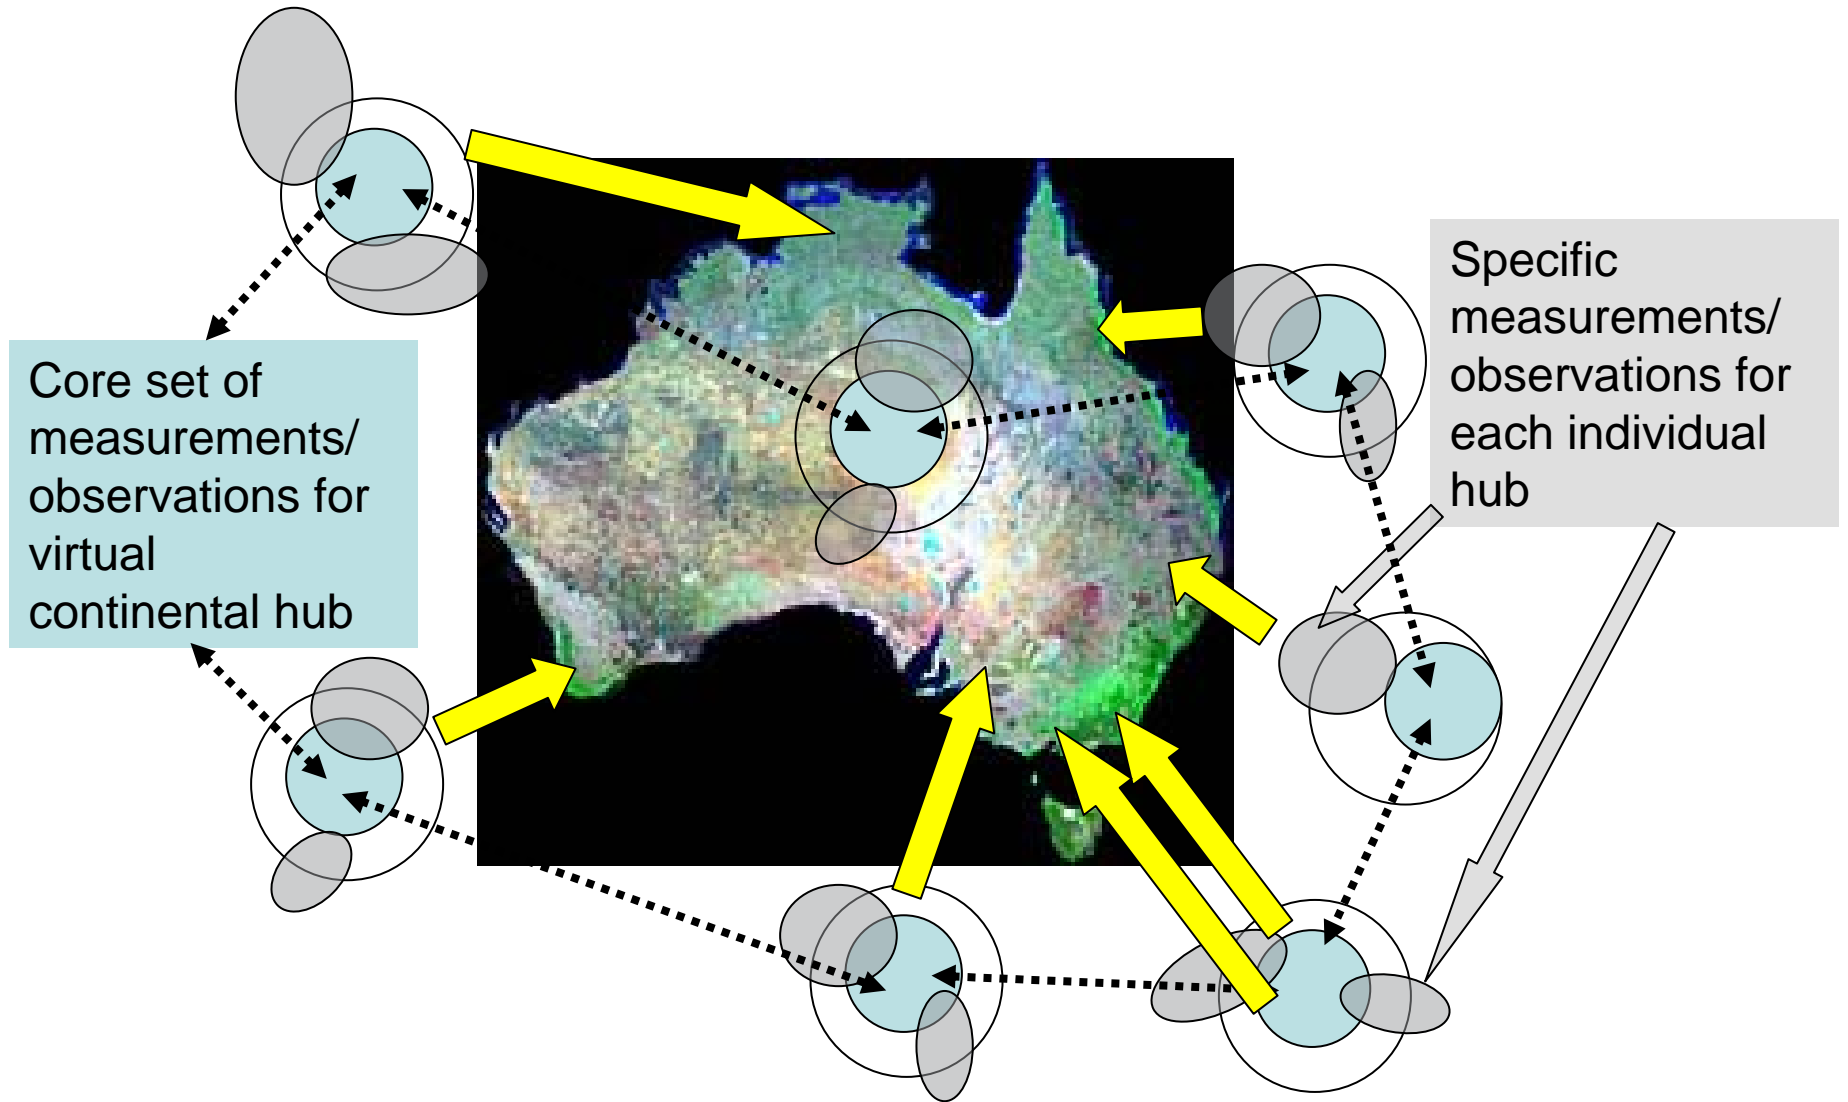 Core set of
measurements/
observations for
virtual
continental hub
Specific
measurements/
observations for
each individual
hub